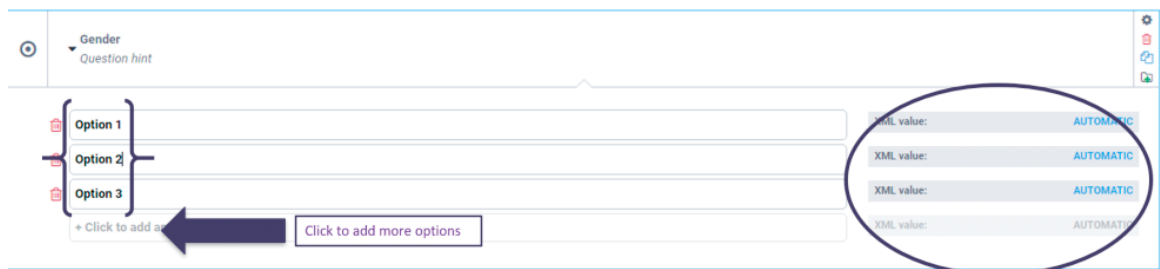 Gender
Question hint
Option 1 XML value: AUTOMATIC
Option 2 XML value: AUTOMATIC
Option 3 XML value: AUTOMATIC
+ Click to add Click to add more options XML value: AUTOMATIC